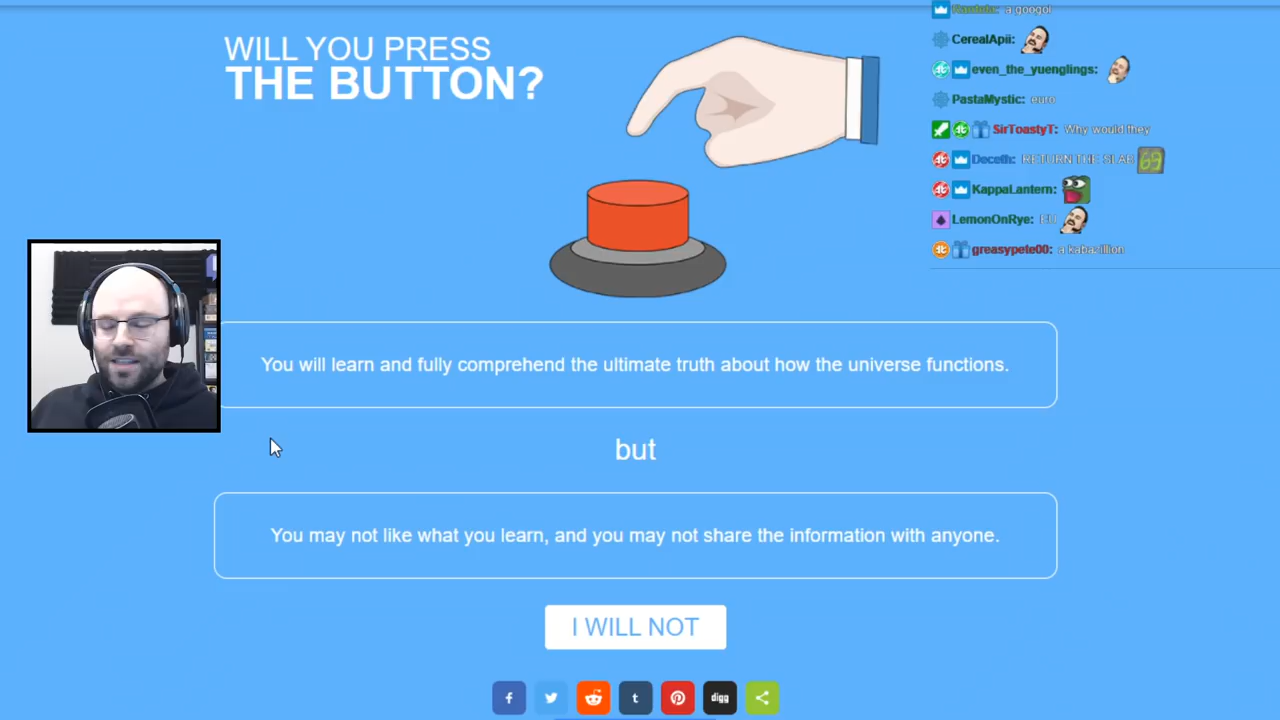 WILL YOU PRESS
THE BUTTON?
a googol
CerealApii:
even_the_yuenglings:
PastaMystic: euro
SirToastyT: Why would they
Deceth: RETURN THE SLAB
KappaLantern:
LemonOnRye: EU
greasypete00: a kabazillion
You will learn and fully comprehend the ultimate truth about how the universe functions.
but
You may not like what you learn, and you may not share the information with anyone.
I WILL NOT
f
t
digg